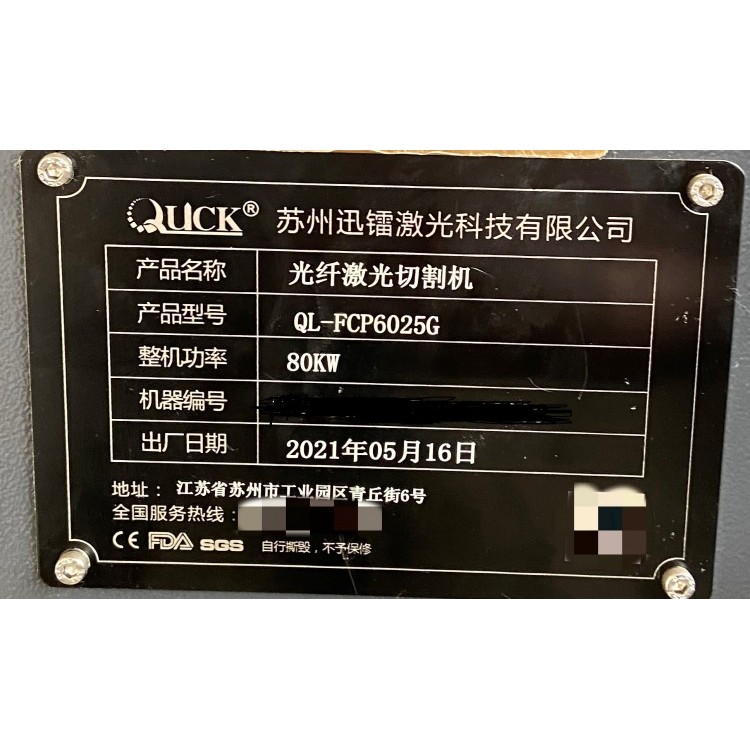 QUCK® 苏州迅镭激光科技有限公司
产品名称 光纤激光切割机
产品型号 QL-FCP6025G
整机功率 80KW
机器编号
出厂日期 2021年05月16日
地址： 江苏省苏州市工业园区青丘街6号
全国服务热线：
CE FDA SGS 自行撕毁，不予保修